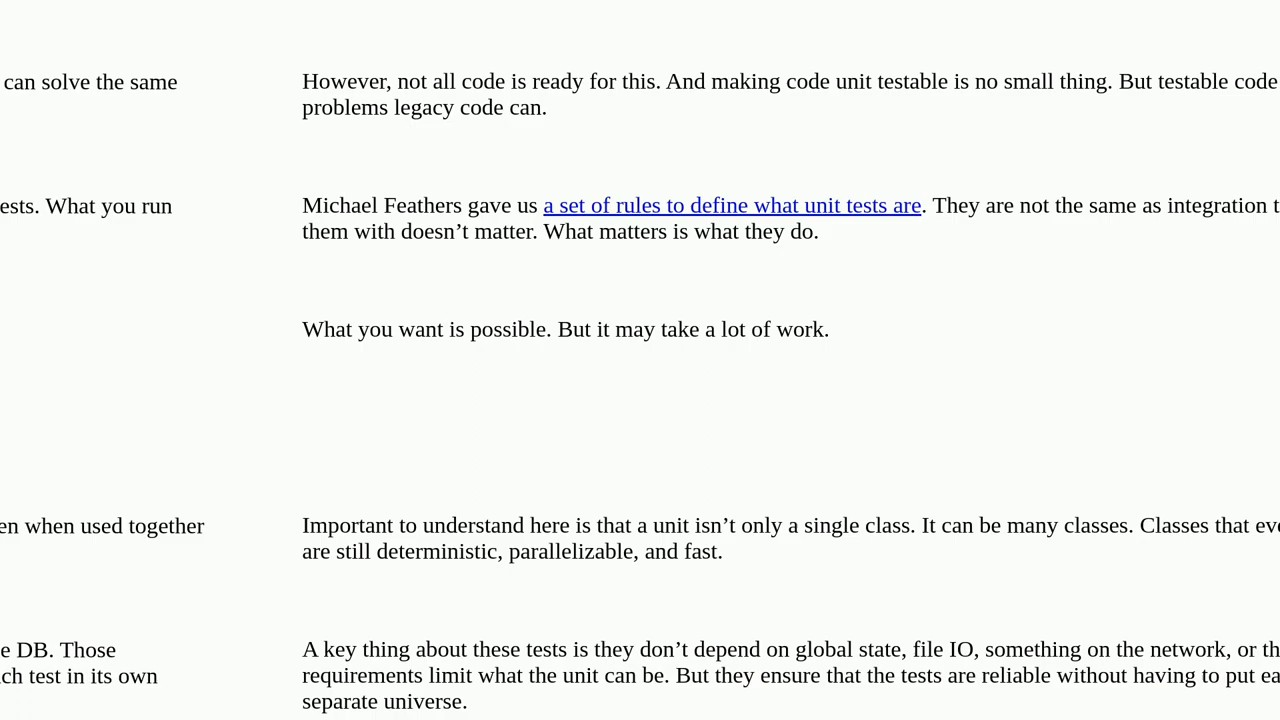 can solve the same
However, not all code is ready for this. And making code unit testable is no small thing. But testable code
problems legacy code can.
ests. What you run
Michael Feathers gave us a set of rules to define what unit tests are. They are not the same as integration t
them with doesn’t matter. What matters is what they do.
What you want is possible. But it may take a lot of work.
en when used together
Important to understand here is that a unit isn’t only a single class. It can be many classes. Classes that eve
are still deterministic, parallelizable, and fast.
e DB. Those
ch test in its own
A key thing about these tests is they don’t depend on global state, file IO, something on the network, or th
requirements limit what the unit can be. But they ensure that the tests are reliable without having to put ea
separate universe.